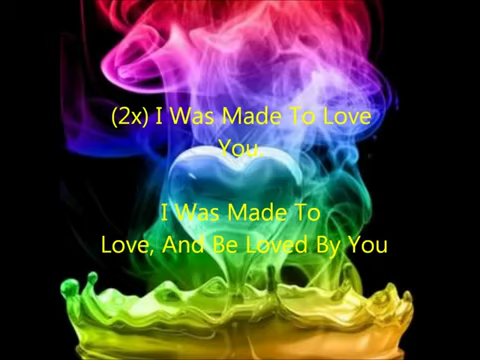 (2x) I Was Made To Love
You.
I Was Made To
Love, And Be Loved By You